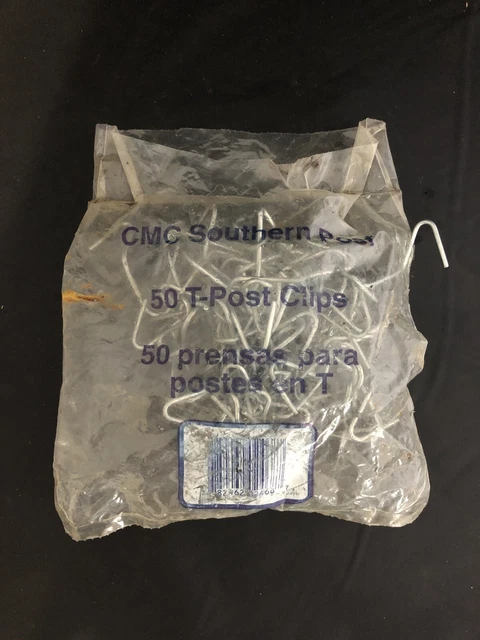 CMC Southern Post
50 T-Post Clips
50 prensas para
postes en T